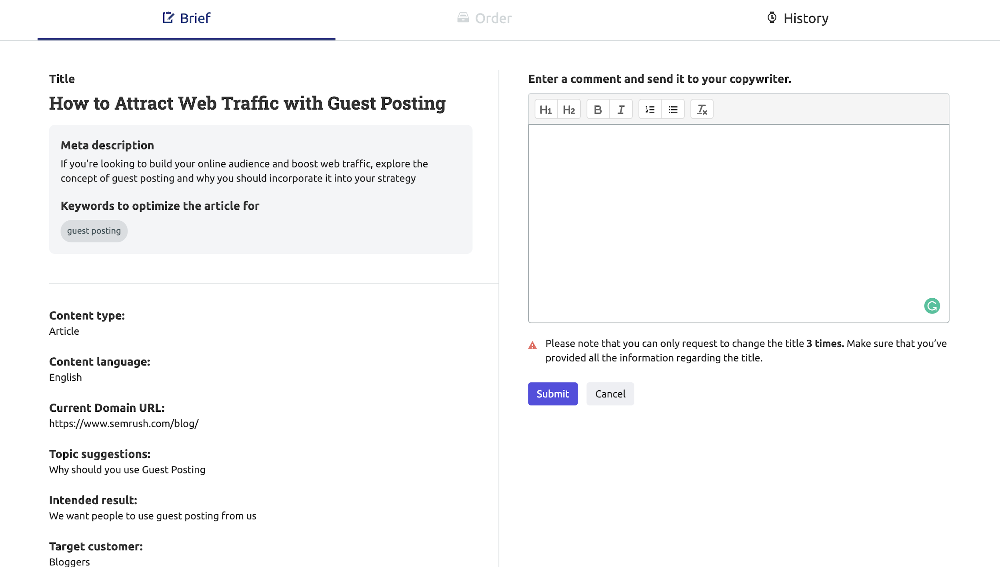 Brief
Order
History
Title
How to Attract Web Traffic with Guest Posting
Meta description
If you're looking to build your online audience and boost web traffic, explore the
concept of guest posting and why you should incorporate it into your strategy
Keywords to optimize the article for
guest posting
Content type:
Article
Content language:
English
Current Domain URL:
https://www.semrush.com/blog/
Topic suggestions:
Why should you use Guest Posting
Intended result:
We want people to use guest posting from us
Target customer:
Bloggers
Enter a comment and send it to your copywriter.
H1 H2 B I
Please note that you can only request to change the title 3 times. Make sure that you’ve
provided all the information regarding the title.
Submit
Cancel